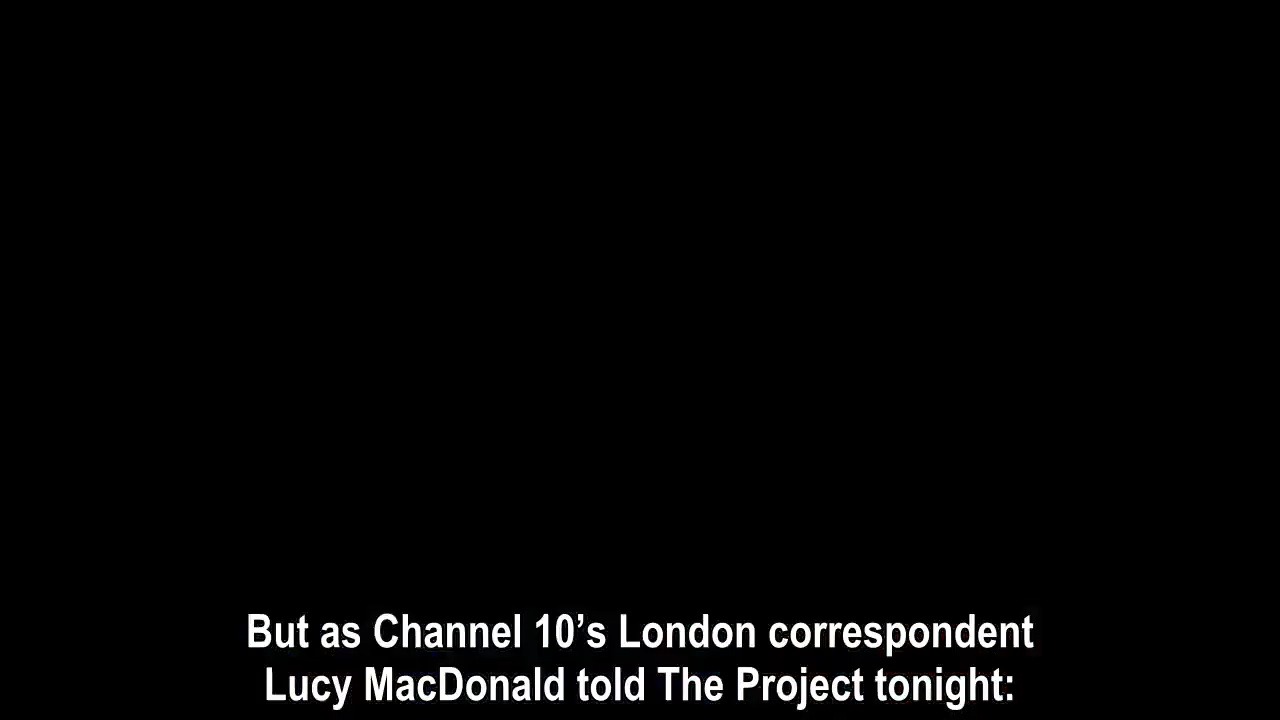 But as Channel 10’s London correspondent
Lucy MacDonald told The Project tonight: